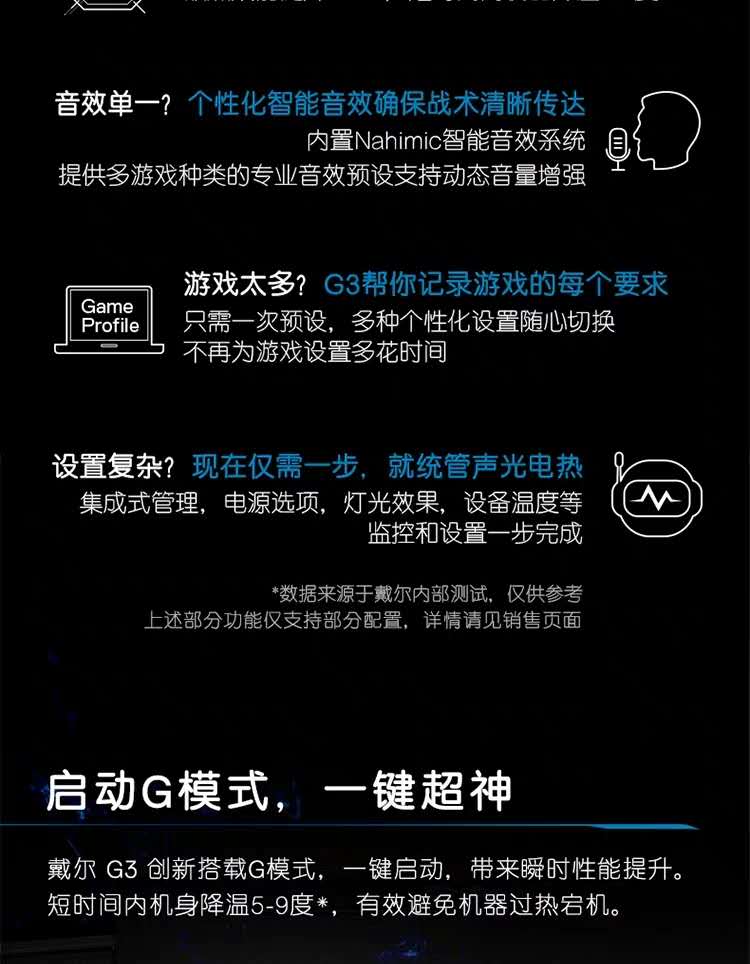 音效单一？ 个性化智能音效确保战术清晰传达
内置Nahimic智能音效系统
提供多游戏种类的专业音效预设支持动态音量增强
Game
Profile
游戏太多？ G3帮你记录游戏的每个要求
只需一次预设，多种个性化设置随心切换
不再为游戏设置多花时间
设置复杂？ 现在仅需一步，就统管声光电热
集成式管理，电源选项，灯光效果，设备温度等
监控和设置一步完成
*数据来源于戴尔内部测试，仅供参考
上述部分功能仅支持部分配置，详情请见销售页面
启动G模式，一键超神
戴尔 G3 创新搭载G模式，一键启动，带来瞬时性能提升。
短时间内机身降温5-9度*，有效避免机器过热宕机。